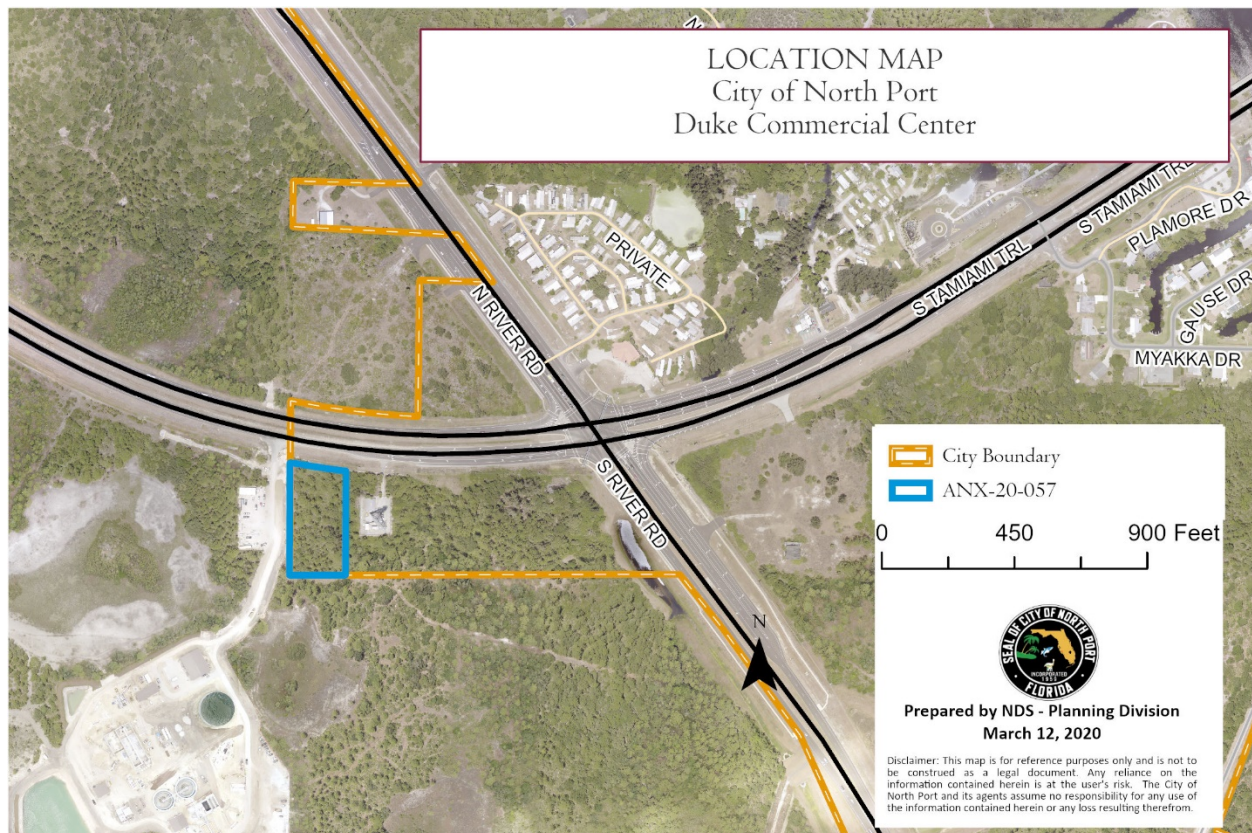 LOCATION MAP
City of North Port
Duke Commercial Center
N
PRIVATE
N RIVER RD
S TAMIAMI TRL
S TAMIAMI TRL
PLAMORE DR
GAUSE DR
MYAKKA DR
S RIVER RD
City Boundary
ANX-20-057
0 450 900 Feet
N
SEAL OF CITY OF NORTH PORT
INCORPORATED
FLORIDA
Prepared by NDS - Planning Division
March 12, 2020
Disclaimer: This map is for reference purposes only and is not to
be construed as a legal document. Any reliance on the
information contained herein is at the user's risk. The City of
North Port and its agents assume no responsibility for any use of
the information contained herein or any loss resulting therefrom.